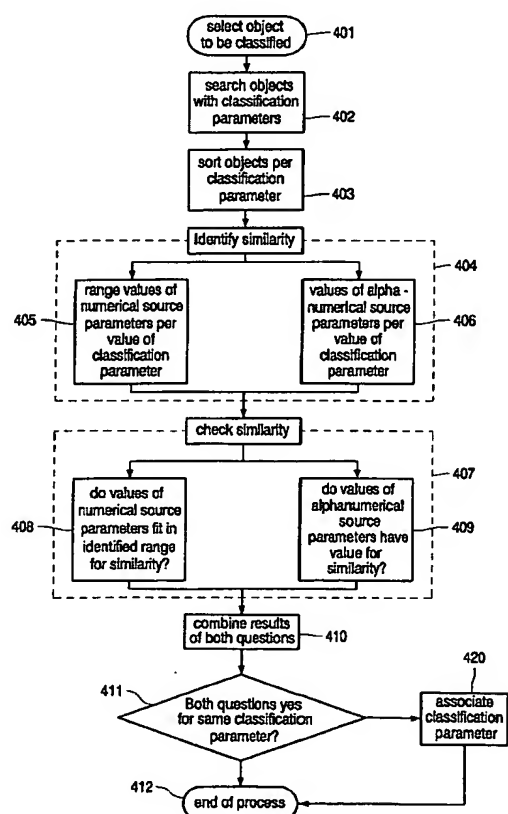 select object
to be classified
401
search objects
with classification
parameters
402
sort objects per
classification
parameter
403
Identify similarity
404
range values of
numerical source
parameters per
value of
classification
parameter
405
values of alpha -
numerical source
parameters per
value of
classification
parameter
406
check similarity
407
do values of
numerical source
parameters fit in
identified range
for similarity?
408
do values of
alphanumerical
source
parameters have
value for
similarity?
409
combine results
of both questions
410
411
Both questions yes
for same classification
parameter?
420
associate
classification
parameter
412
end of process